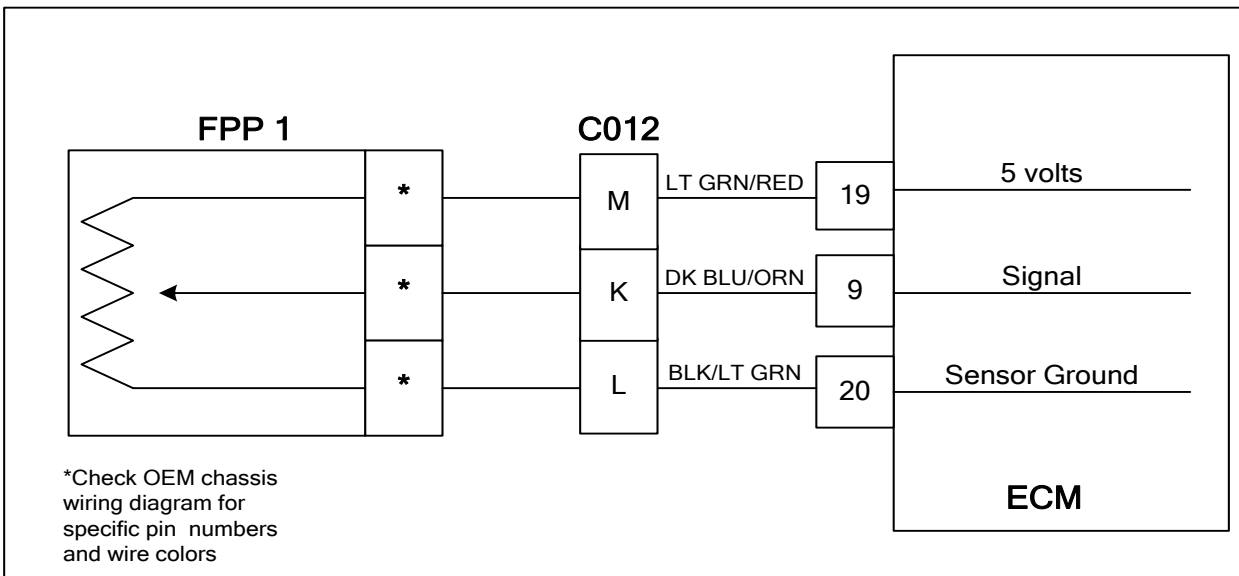 FPP 1
C012
* M LT GRN/RED 19 5 volts
* K DK BLU/ORN 9 Signal
* L BLK/LT GRN 20 Sensor Ground
*Check OEM chassis
wiring diagram for
specific pin numbers
and wire colors
ECM